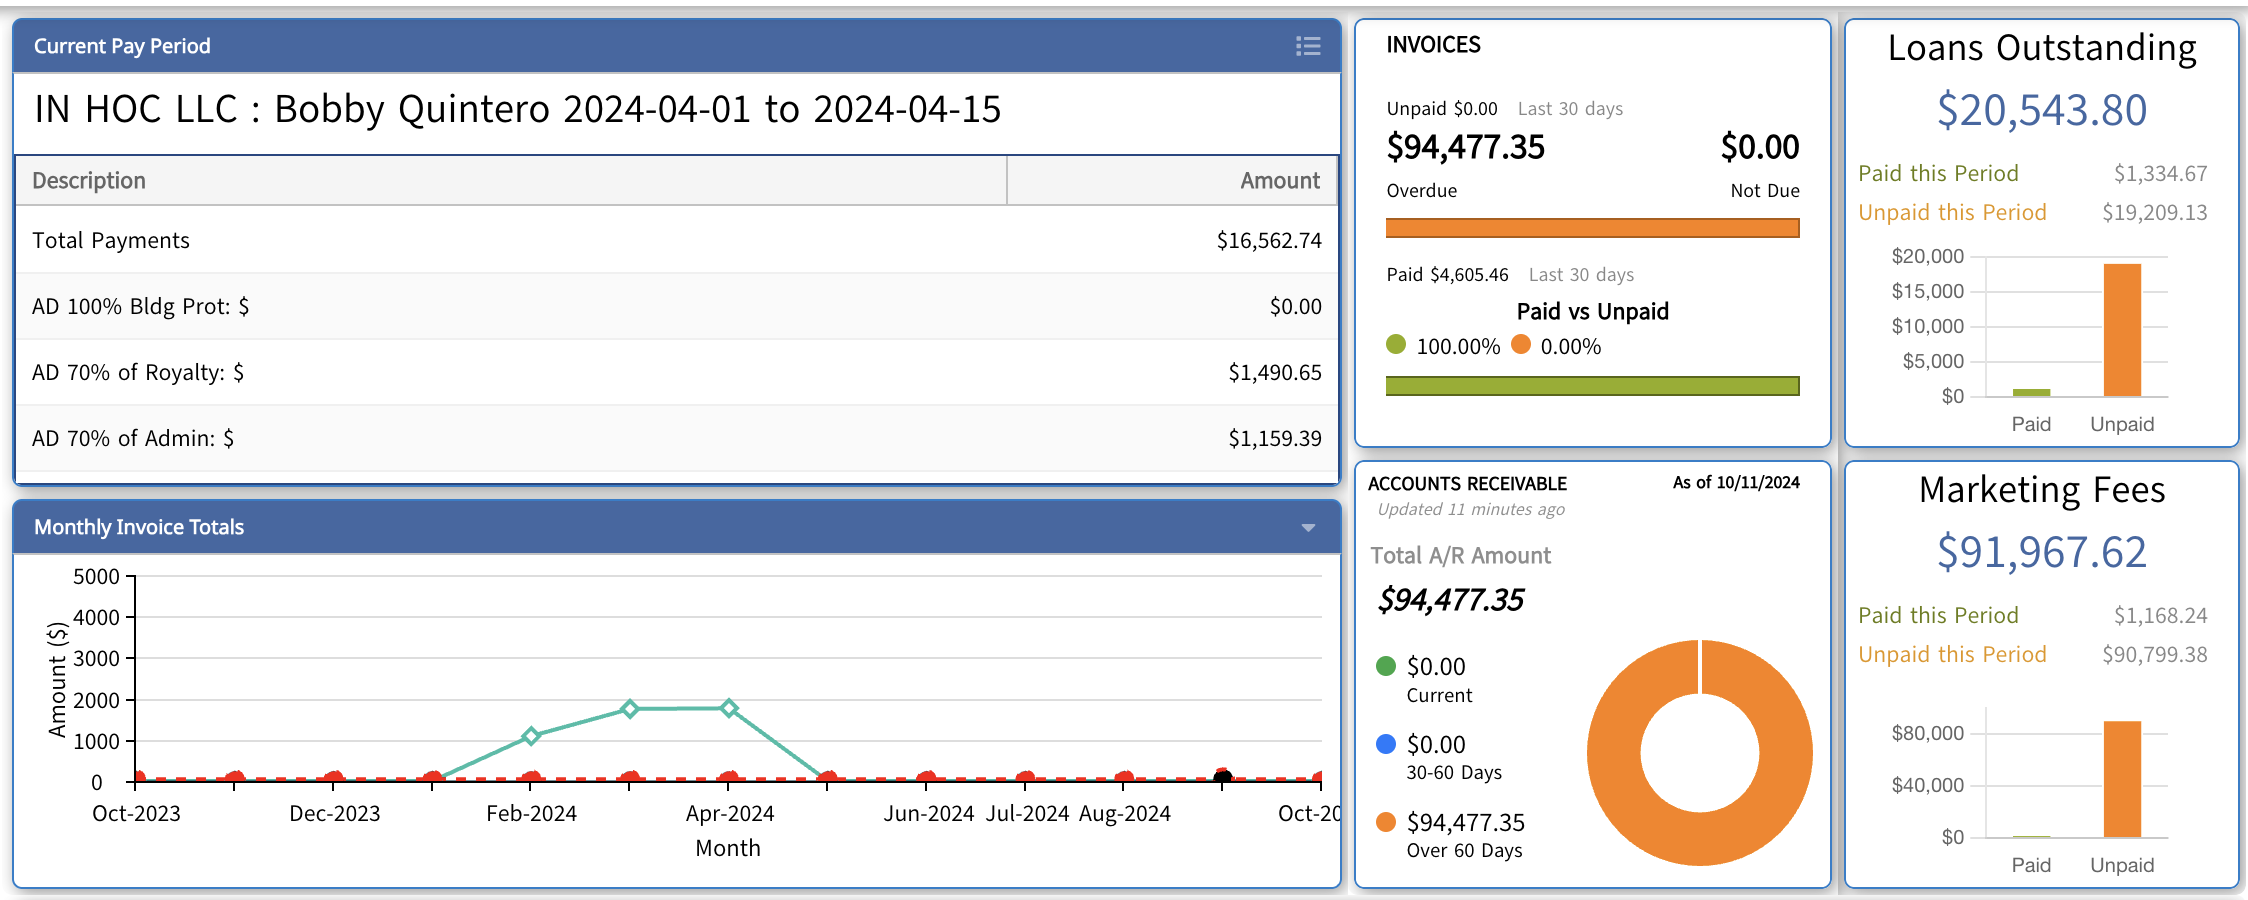 Current Pay Period
IN HOC LLC : Bobby Quintero 2024-04-01 to 2024-04-15
Description Amount
Total Payments $16,562.74
AD 100% Bldg Prot: $ $0.00
AD 70% of Royalty: $ $1,490.65
AD 70% of Admin: $ $1,159.39
Monthly Invoice Totals
Amount ($)
5000
4000
3000
2000
1000
0
Oct-2023 Dec-2023 Feb-2024 Apr-2024 Jun-2024 Jul-2024 Aug-2024 Oct-20
Month
INVOICES
Unpaid $0.00 Last 30 days
$94,477.35 $0.00
Overdue Not Due
Paid $4,605.46 Last 30 days
Paid vs Unpaid
100.00% 0.00%
ACCOUNTS RECEIVABLE As of 10/11/2024
Updated 11 minutes ago
Total A/R Amount
$94,477.35
$0.00
Current
$0.00
30-60 Days
$94,477.35
Over 60 Days
Loans Outstanding
$20,543.80
Paid this Period $1,334.67
Unpaid this Period $19,209.13
$20,000
$15,000
$10,000
$5,000
$0
Paid Unpaid
Marketing Fees
$91,967.62
Paid this Period $1,168.24
Unpaid this Period $90,799.38
$80,000
$40,000
$0
Paid Unpaid